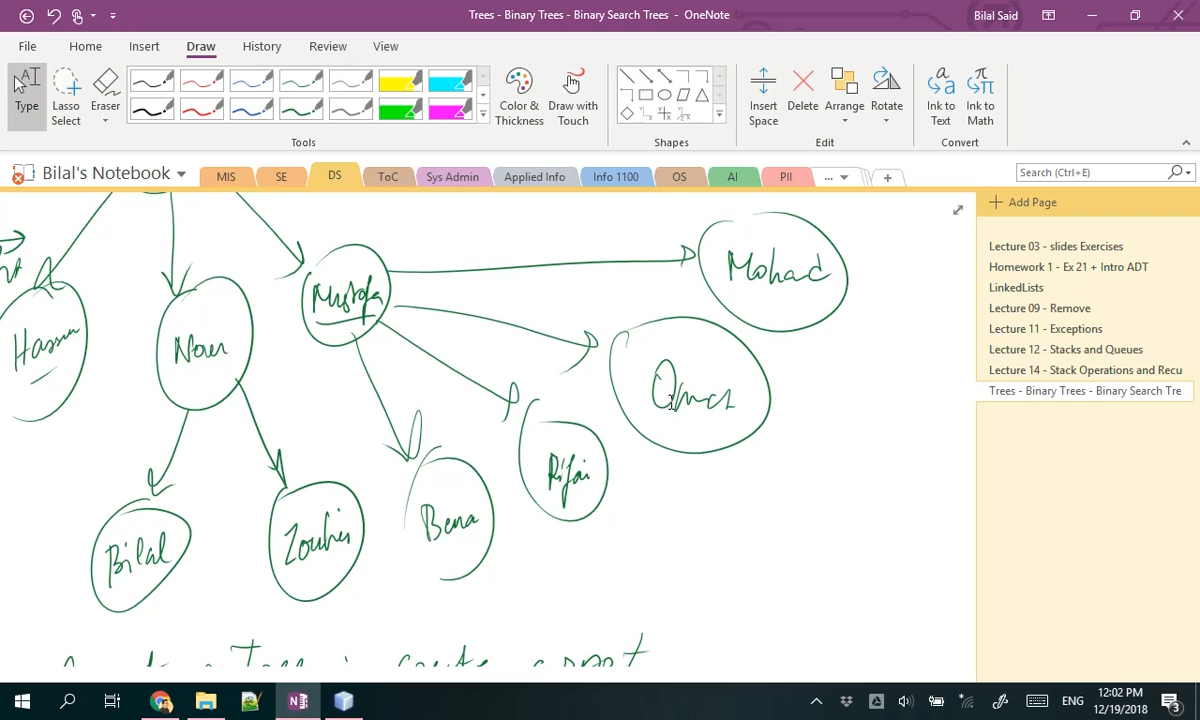 Trees - Binary Trees - Binary Search Trees - OneNote
Bilal Said
File Home Insert Draw History Review View
Type
Lasso Select
Eraser
Color & Thickness
Draw with Touch
Insert Space
Delete
Arrange
Rotate
Ink to Text
Ink to Math
Tools
Shapes
Edit
Convert
Bilal's Notebook
MIS SE DS ToC Sys Admin Applied Info Info 1100 OS AI PII ...
Search (Ctrl+E)
Add Page
Lecture 03 - slides Exercises
Homework 1 - Ex 21 + Intro ADT
LinkedLists
Lecture 09 - Remove
Lecture 11 - Exceptions
Lecture 12 - Stacks and Queues
Lecture 14 - Stack Operations and Recu
Trees - Binary Trees - Binary Search Tre
Mohad
Mustafa
Hassan
Nour
Omar
Rifai
Bena
Zouhir
Bilal
ENG
12:02 PM
12/19/2018
3